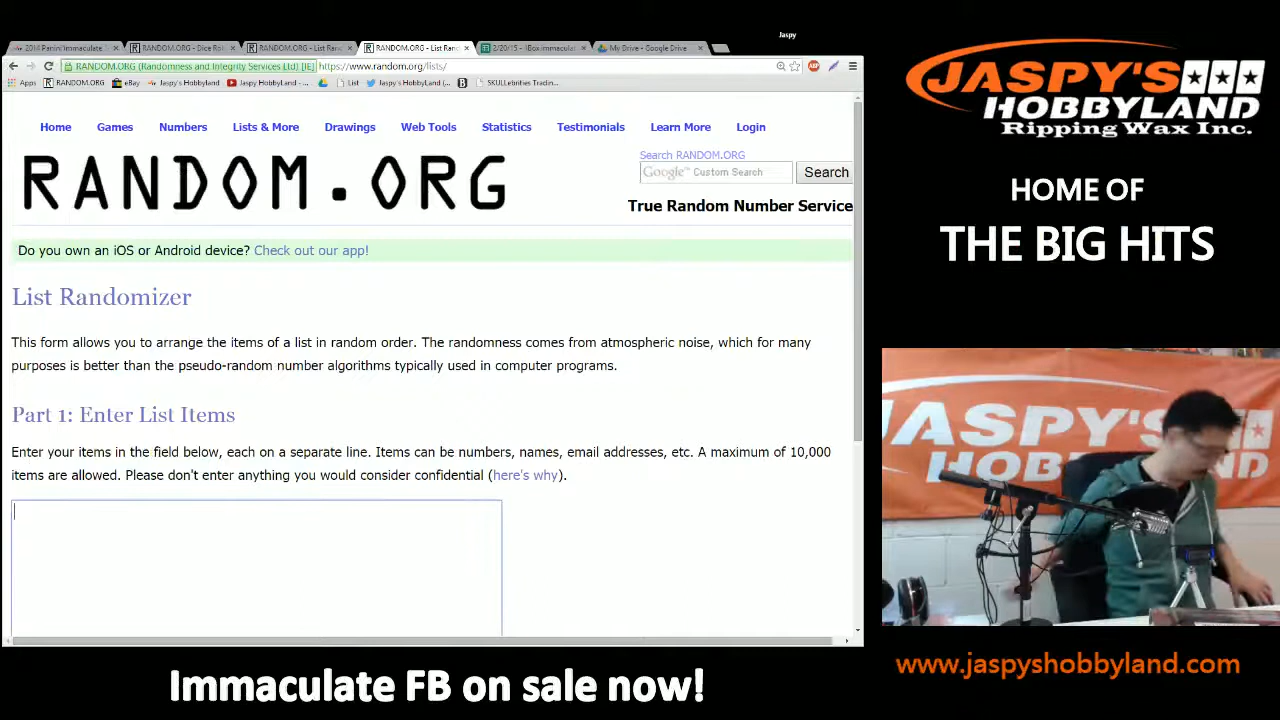 Jaspy
2014 Panini Immaculate
RANDOM.ORG - Dice Rol
RANDOM.ORG - List Rand
RANDOM.ORG - List Ran
2/20/15 - 1Box Immaculat
My Drive - Google Drive
RANDOM.ORG (Randomness and Integrity Services Ltd) [IE] https://www.random.org/lists/
Apps RANDOM.ORG eBay Jaspy's Hobbyland Jaspy Hobbyland - ... List Jaspy's Hobbyland (... SKULLebrities Tradin...
Home Games Numbers Lists & More Drawings Web Tools Statistics Testimonials Learn More Login
RANDOM.ORG
Search RANDOM.ORG
Google™ Custom Search Search
True Random Number Service
Do you own an iOS or Android device? Check out our app!
List Randomizer
This form allows you to arrange the items of a list in random order. The randomness comes from atmospheric noise, which for many
purposes is better than the pseudo-random number algorithms typically used in computer programs.
Part 1: Enter List Items
Enter your items in the field below, each on a separate line. Items can be numbers, names, email addresses, etc. A maximum of 10,000
items are allowed. Please don't enter anything you would consider confidential (here's why).
JASPY'S
HOBBYLAND
Ripping Wax Inc.
HOME OF
THE BIG HITS
JASPY'S
HOBBYLAND
www.jaspyshobbyland.com
Immaculate FB on sale now!